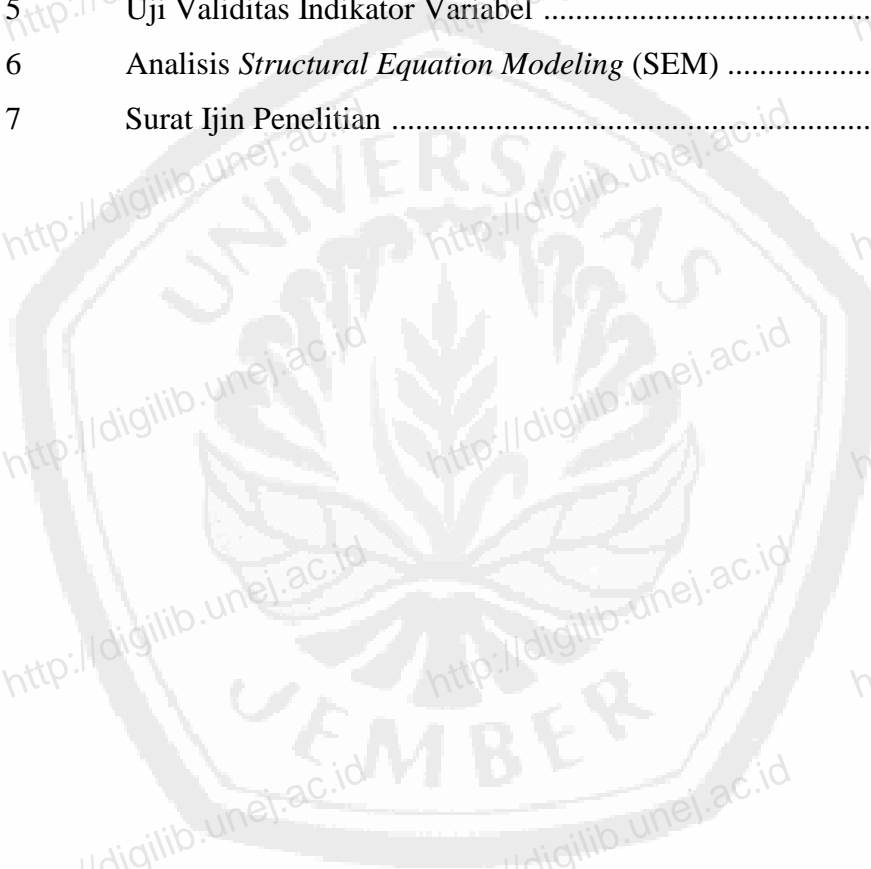 5 Uji Validitas Indikator Variabel ................................................
6 Analisis Structural Equation Modeling (SEM) ..................
7 Surat Ijin Penelitian ...............................................................
UNIVERSITAS
JEMBER
http://digilib.unej.ac.id
http://digilib.unej.ac.id
http://digilib.unej.ac.id
http://digilib.unej.ac.id
http://digilib.unej.ac.id
http://digilib.unej.ac.id
//digilib.unej.ac.id
//digilib.unej.ac.id